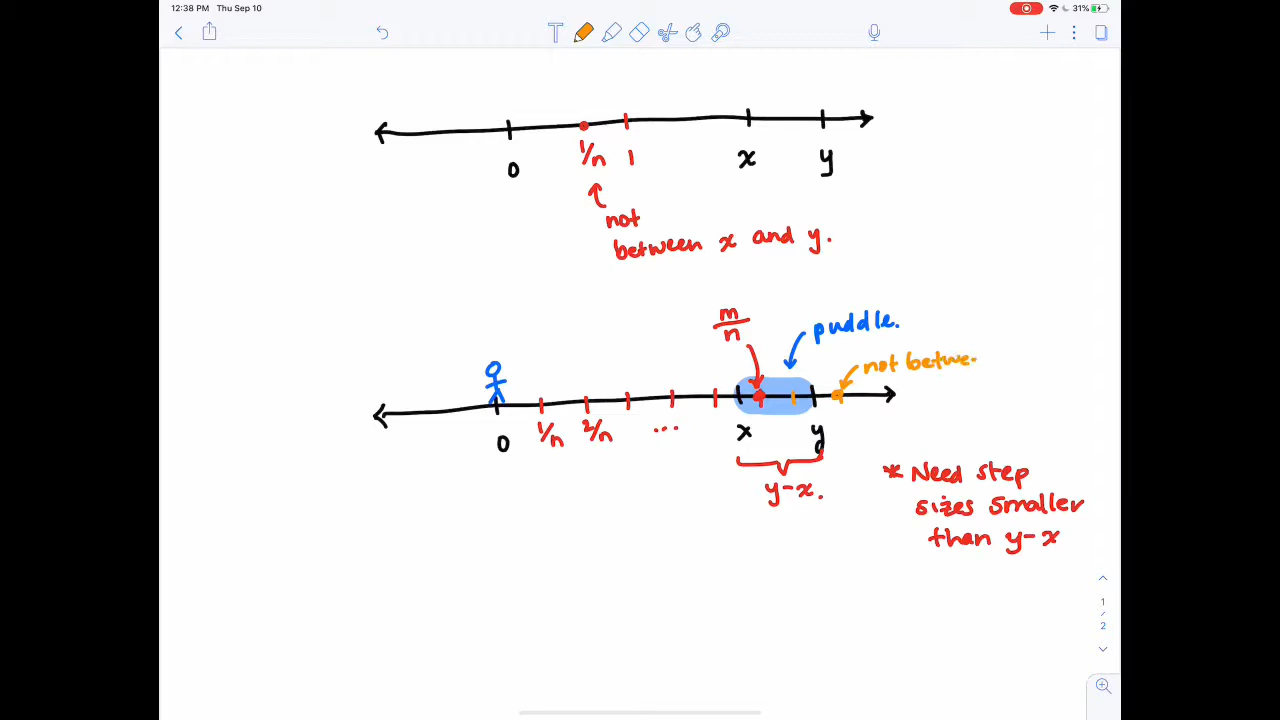 12:38 PM Thu Sep 10
31%
T
0 1/n 1 x y
not
between x and y.
m/n
puddle.
not betwe.
0 1/n 2/n ... x y
y-x.
* Need step
sizes smaller
than y-x
1
/
2